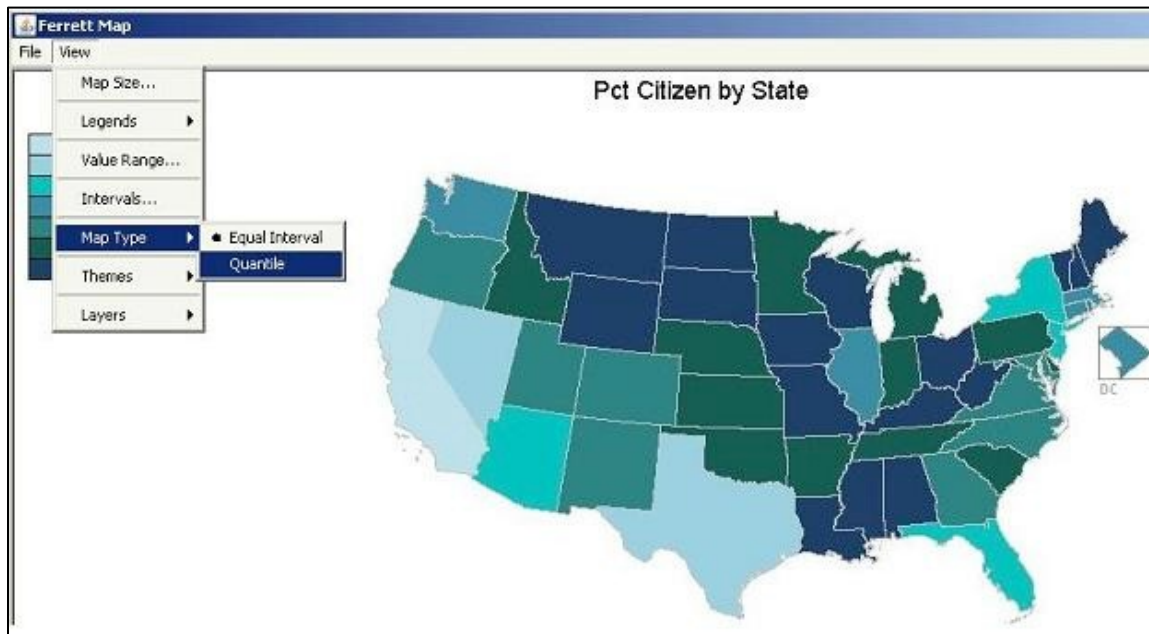 Ferrett Map
File View
Pct Citizen by State
Map Size...
Legends
Value Range...
Intervals...
Map Type
Equal Interval
Quantile
Themes
Layers
DC